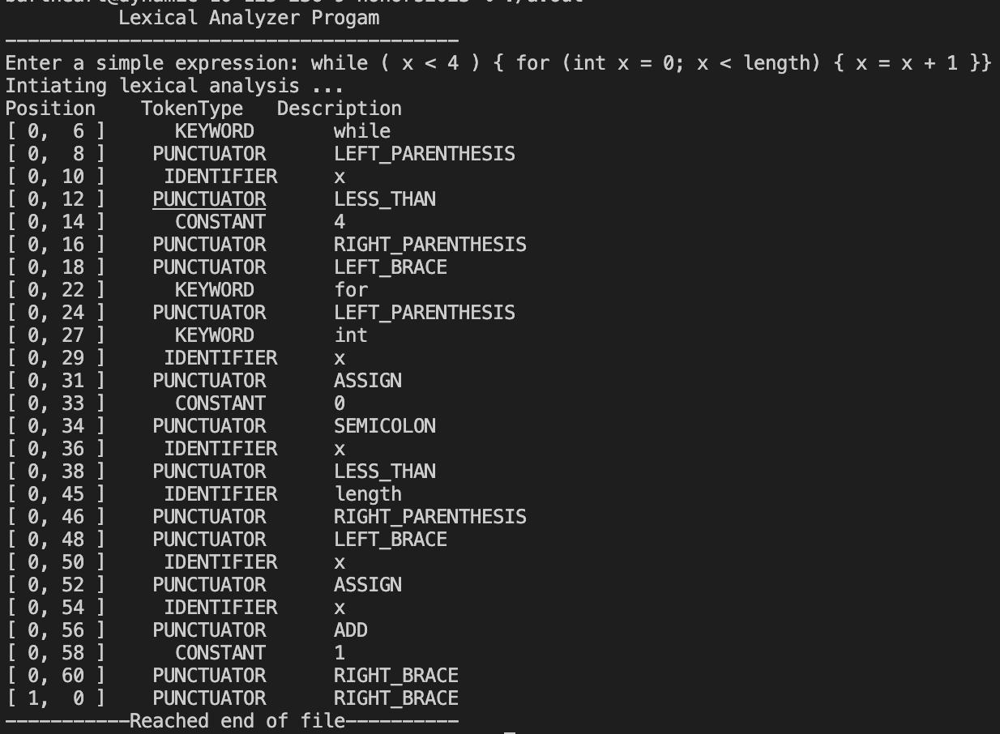 Lexical Analyzer Progam
----------------------------------------
Enter a simple expression: while ( x < 4 ) { for (int x = 0; x < length) { x = x + 1 }}
Intiating lexical analysis ...
Position    TokenType   Description
[ 0,  6 ]      KEYWORD       while
[ 0,  8 ]    PUNCTUATOR      LEFT_PARENTHESIS
[ 0, 10 ]     IDENTIFIER     x
[ 0, 12 ]    PUNCTUATOR      LESS_THAN
[ 0, 14 ]      CONSTANT      4
[ 0, 16 ]    PUNCTUATOR      RIGHT_PARENTHESIS
[ 0, 18 ]    PUNCTUATOR      LEFT_BRACE
[ 0, 22 ]      KEYWORD       for
[ 0, 24 ]    PUNCTUATOR      LEFT_PARENTHESIS
[ 0, 27 ]      KEYWORD       int
[ 0, 29 ]     IDENTIFIER     x
[ 0, 31 ]    PUNCTUATOR      ASSIGN
[ 0, 33 ]      CONSTANT      0
[ 0, 34 ]    PUNCTUATOR      SEMICOLON
[ 0, 36 ]     IDENTIFIER     x
[ 0, 38 ]    PUNCTUATOR      LESS_THAN
[ 0, 45 ]     IDENTIFIER     length
[ 0, 46 ]    PUNCTUATOR      RIGHT_PARENTHESIS
[ 0, 48 ]    PUNCTUATOR      LEFT_BRACE
[ 0, 50 ]     IDENTIFIER     x
[ 0, 52 ]    PUNCTUATOR      ASSIGN
[ 0, 54 ]     IDENTIFIER     x
[ 0, 56 ]    PUNCTUATOR      ADD
[ 0, 58 ]      CONSTANT      1
[ 0, 60 ]    PUNCTUATOR      RIGHT_BRACE
[ 1,  0 ]    PUNCTUATOR      RIGHT_BRACE
-----------Reached end of file----------